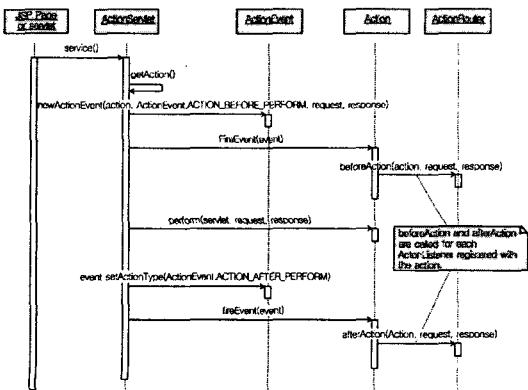 JSP Page
or servlet
ActionServlet
ActionEvent
Action
ActionRouter
service()
getAction()
newActionEvent(action, ActionEvent.ACTION_BEFORE_PERFORM, request, response)
FireEvent(event)
beforeAction(action, request, response)
perform(servlet, request, response)
beforeAction and afterAction
are called for each
ActionListener registered with
the action.
event.setActionType(ActionEvent.ACTION_AFTER_PERFORM)
fireEvent(event)
afterAction(Action, request, response)